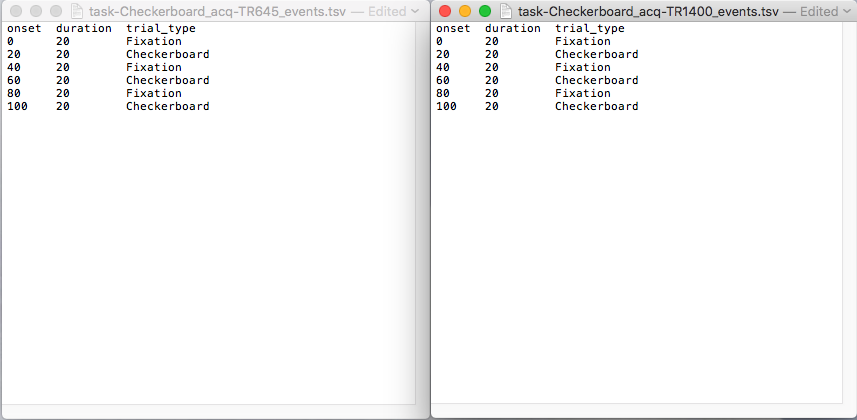 task-Checkerboard_acq-TR645_events.tsv — Edited
onset duration trial_type
0 20 Fixation
20 20 Checkerboard
40 20 Fixation
60 20 Checkerboard
80 20 Fixation
100 20 Checkerboard
task-Checkerboard_acq-TR1400_events.tsv — Edited
onset duration trial_type
0 20 Fixation
20 20 Checkerboard
40 20 Fixation
60 20 Checkerboard
80 20 Fixation
100 20 Checkerboard